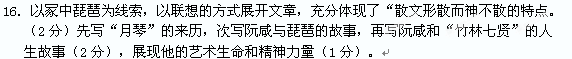 16. 以家中琵琶为线索，以联想的方式展开文章，充分体现了“散文形散而神不散的特点。
（2分）先写“月琴”的来历，次写阮咸与琵琶的故事，再写阮咸和“竹林七贤”的人
生故事（2分），展现他的艺术生命和精神力量（1分）。